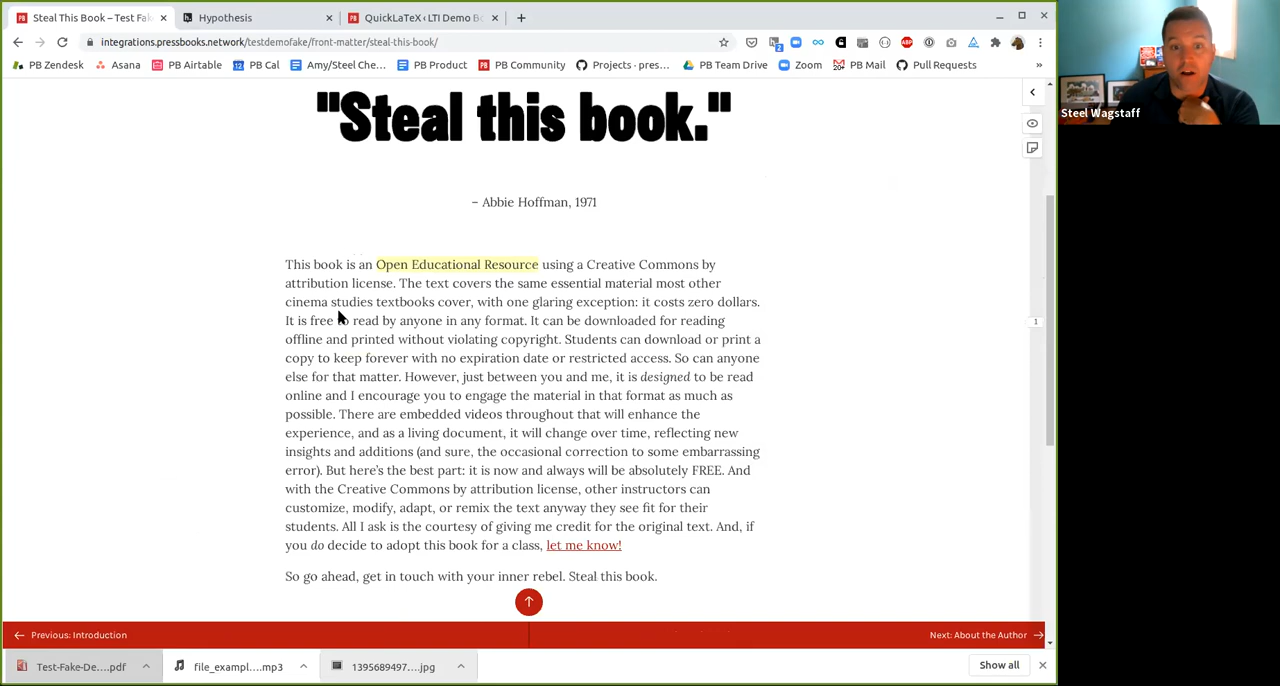 Steal This Book – Test Fak
Hypothesis
QuickLaTeX ‹ LTI Demo B
integrations.pressbooks.network/testdemofake/front-matter/steal-this-book/
PB Zendesk
Asana
PB Airtable
PB Cal
Amy/Steel Che...
PB Product
PB Community
Projects · pres...
PB Team Drive
Zoom
PB Mail
Pull Requests
»
Steel Wagstaff
"Steal this book."
– Abbie Hoffman, 1971
This book is an Open Educational Resource using a Creative Commons by
attribution license. The text covers the same essential material most other
cinema studies textbooks cover, with one glaring exception: it costs zero dollars.
It is free to read by anyone in any format. It can be downloaded for reading
offline and printed without violating copyright. Students can download or print a
copy to keep forever with no expiration date or restricted access. So can anyone
else for that matter. However, just between you and me, it is designed to be read
online and I encourage you to engage the material in that format as much as
possible. There are embedded videos throughout that will enhance the
experience, and as a living document, it will change over time, reflecting new
insights and additions (and sure, the occasional correction to some embarrassing
error). But here's the best part: it is now and always will be absolutely FREE. And
with the Creative Commons by attribution license, other instructors can
customize, modify, adapt, or remix the text anyway they see fit for their
students. All I ask is the courtesy of giving me credit for the original text. And, if
you do decide to adopt this book for a class, let me know!
So go ahead, get in touch with your inner rebel. Steal this book.
1
← Previous: Introduction
Next: About the Author →
Test-Fake-De....pdf
file_exampl....mp3
1395689497....jpg
Show all